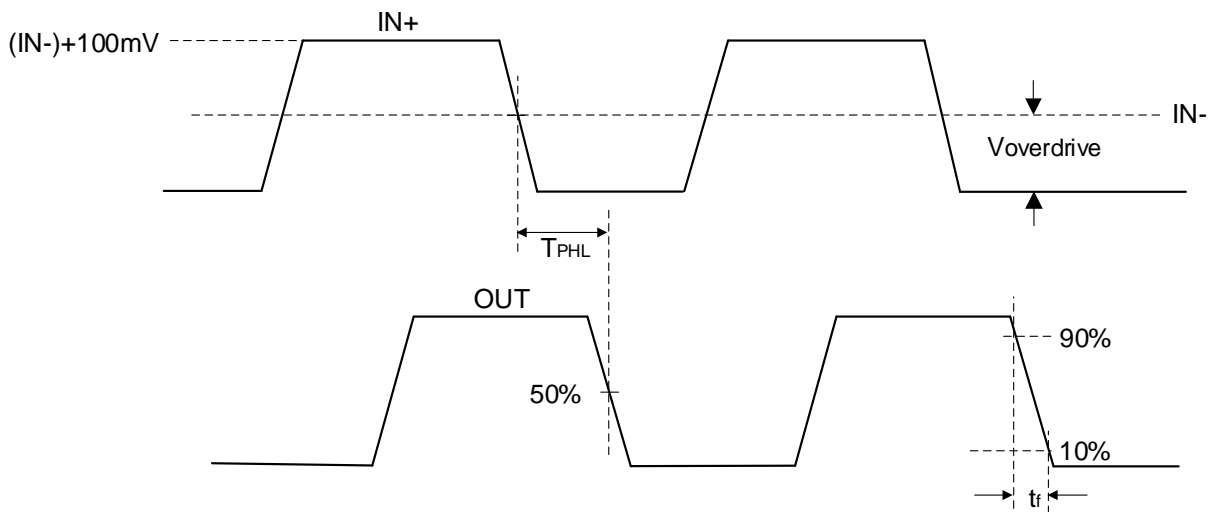 IN+
(IN-)+100mV
IN-
Voverdrive
TPHL
OUT
90%
50%
10%
tf